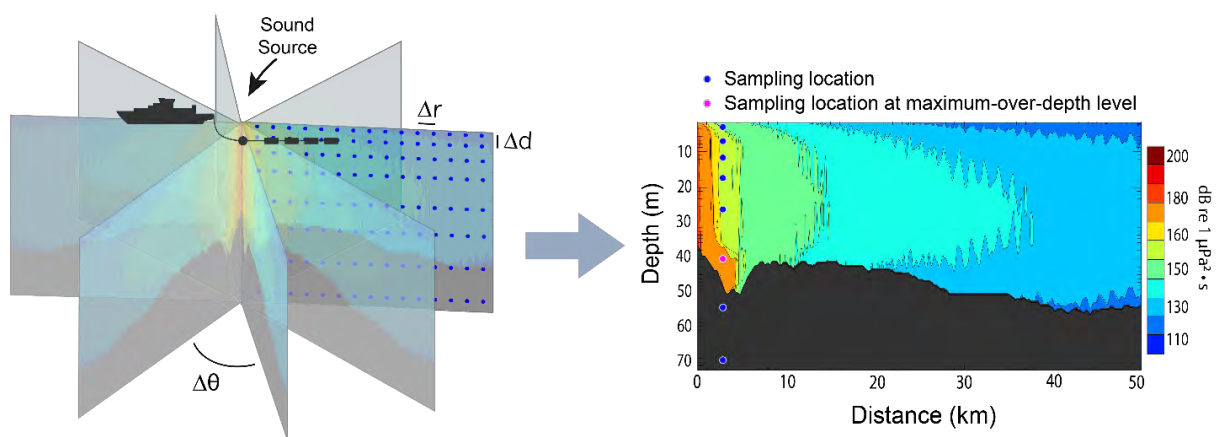 Sound
Source
Δr
Δd
Δθ
Sampling location
Sampling location at maximum-over-depth level
Depth (m)
10
20
30
40
50
60
70
0
10
20
30
40
50
Distance (km)
200
180
160
150
130
110
dB re 1 µPa²・s